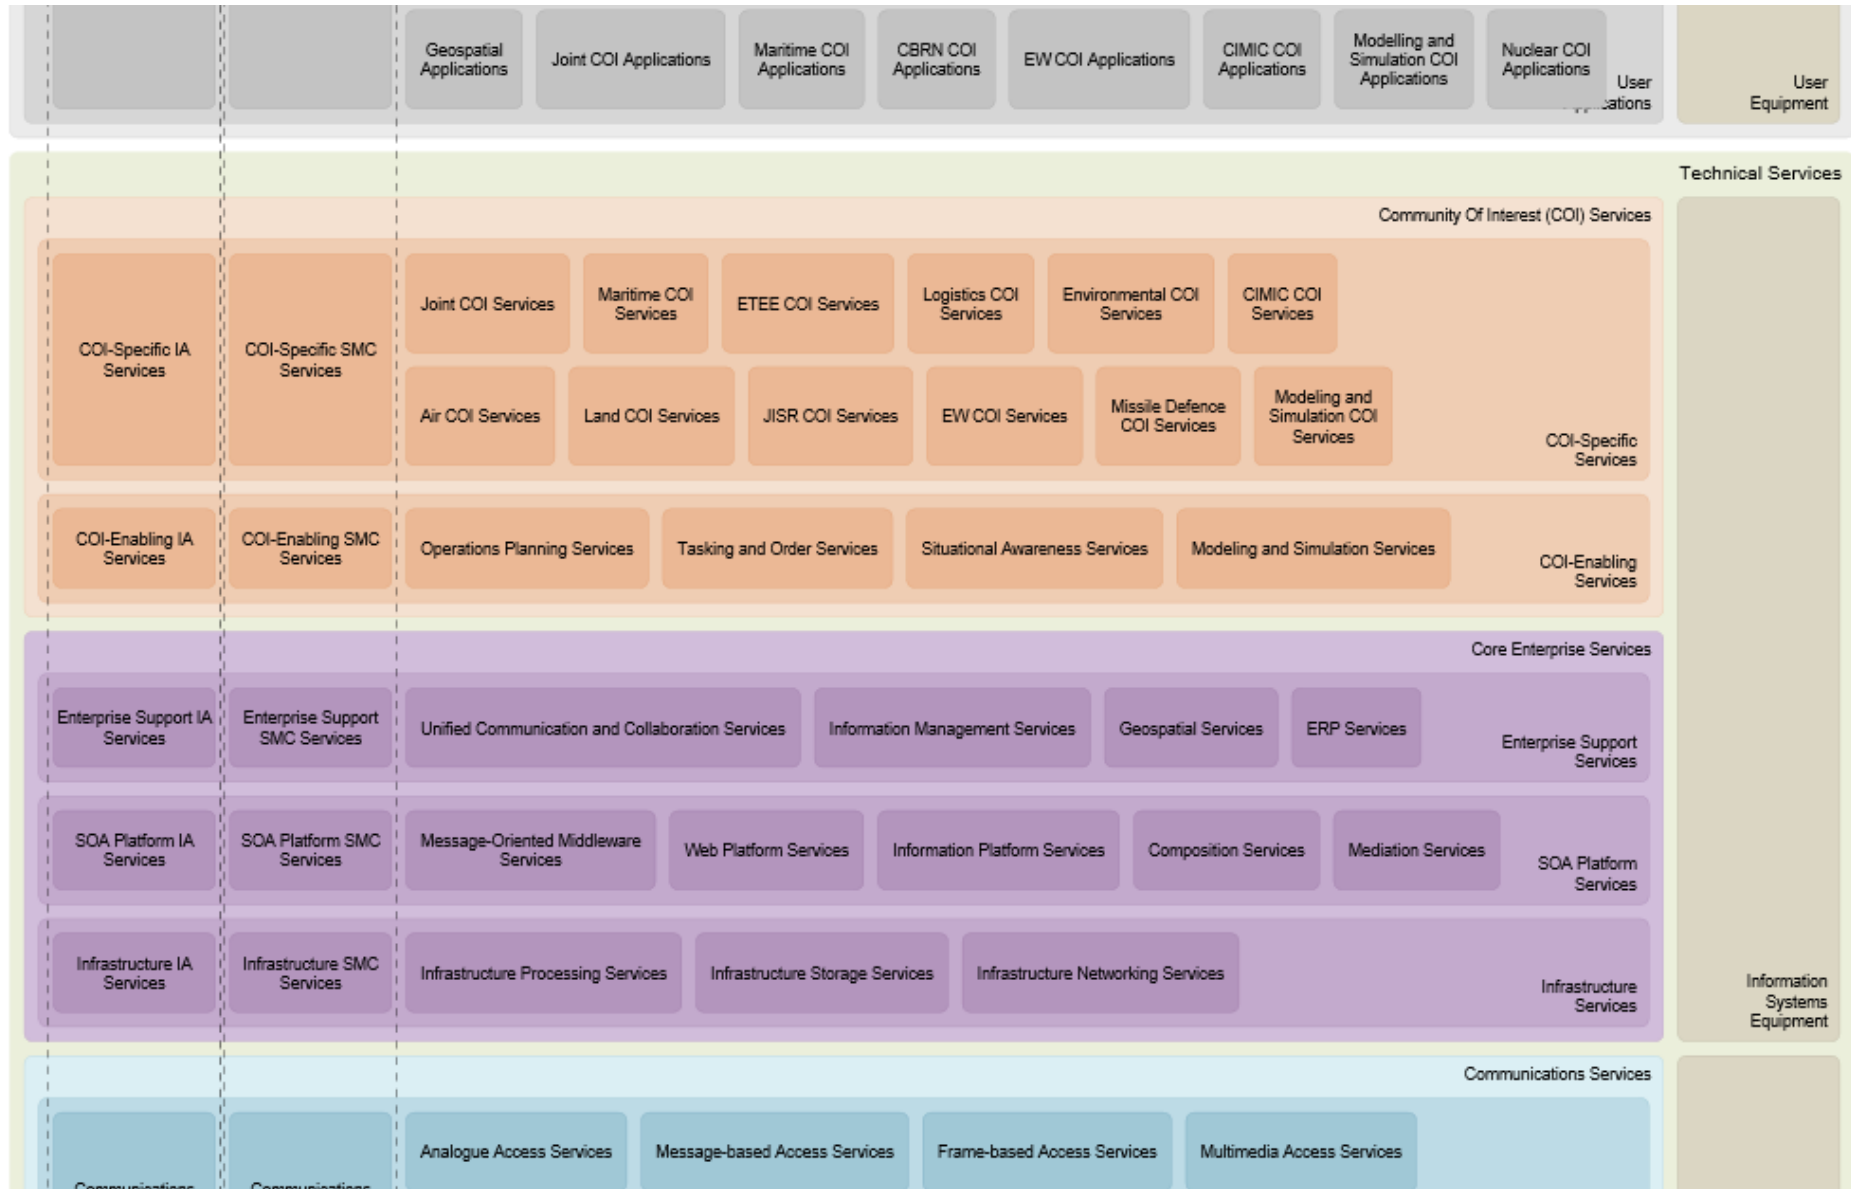 Geospatial
Applications
Joint COI Applications
Maritime COI
Applications
CBRN COI
Applications
EW COI Applications
CIMIC COI
Applications
Modelling and
Simulation COI
Applications
Nuclear COI
Applications
User
User
Equipment
Technical Services
Community Of Interest (COI) Services
COI-Specific IA
Services
COI-Specific SMC
Services
Joint COI Services
Maritime COI
Services
ETEE COI Services
Logistics COI
Services
Environmental COI
Services
CIMIC COI
Services
Air COI Services
Land COI Services
JISR COI Services
EW COI Services
Missile Defence
COI Services
Modeling and
Simulation COI
Services
COI-Specific
Services
COI-Enabling IA
Services
COI-Enabling SMC
Services
Operations Planning Services
Tasking and Order Services
Situational Awareness Services
Modeling and Simulation Services
COI-Enabling
Services
Core Enterprise Services
Enterprise Support IA
Services
Enterprise Support
SMC Services
Unified Communication and Collaboration Services
Information Management Services
Geospatial Services
ERP Services
Enterprise Support
Services
SOA Platform IA
Services
SOA Platform SMC
Services
Message-Oriented Middleware
Services
Web Platform Services
Information Platform Services
Composition Services
Mediation Services
SOA Platform
Services
Infrastructure IA
Services
Infrastructure SMC
Services
Infrastructure Processing Services
Infrastructure Storage Services
Infrastructure Networking Services
Infrastructure
Services
Information
Systems
Equipment
Communications Services
Analogue Access Services
Message-based Access Services
Frame-based Access Services
Multimedia Access Services